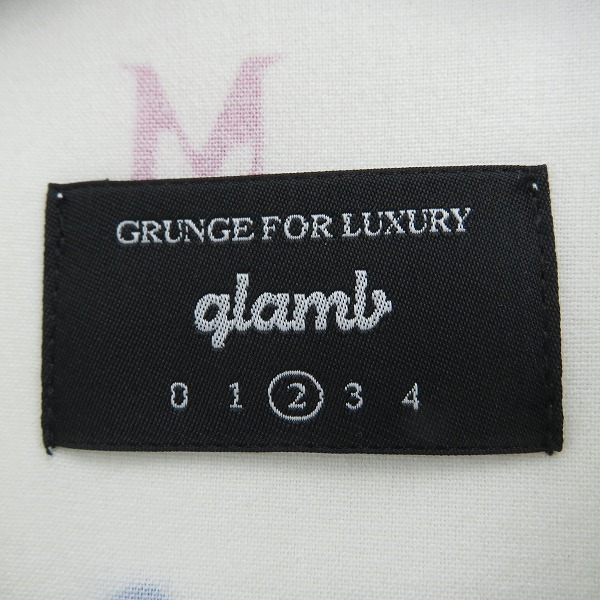 M
GRUNGE FOR LUXURY
glamb
0 1 2 3 4